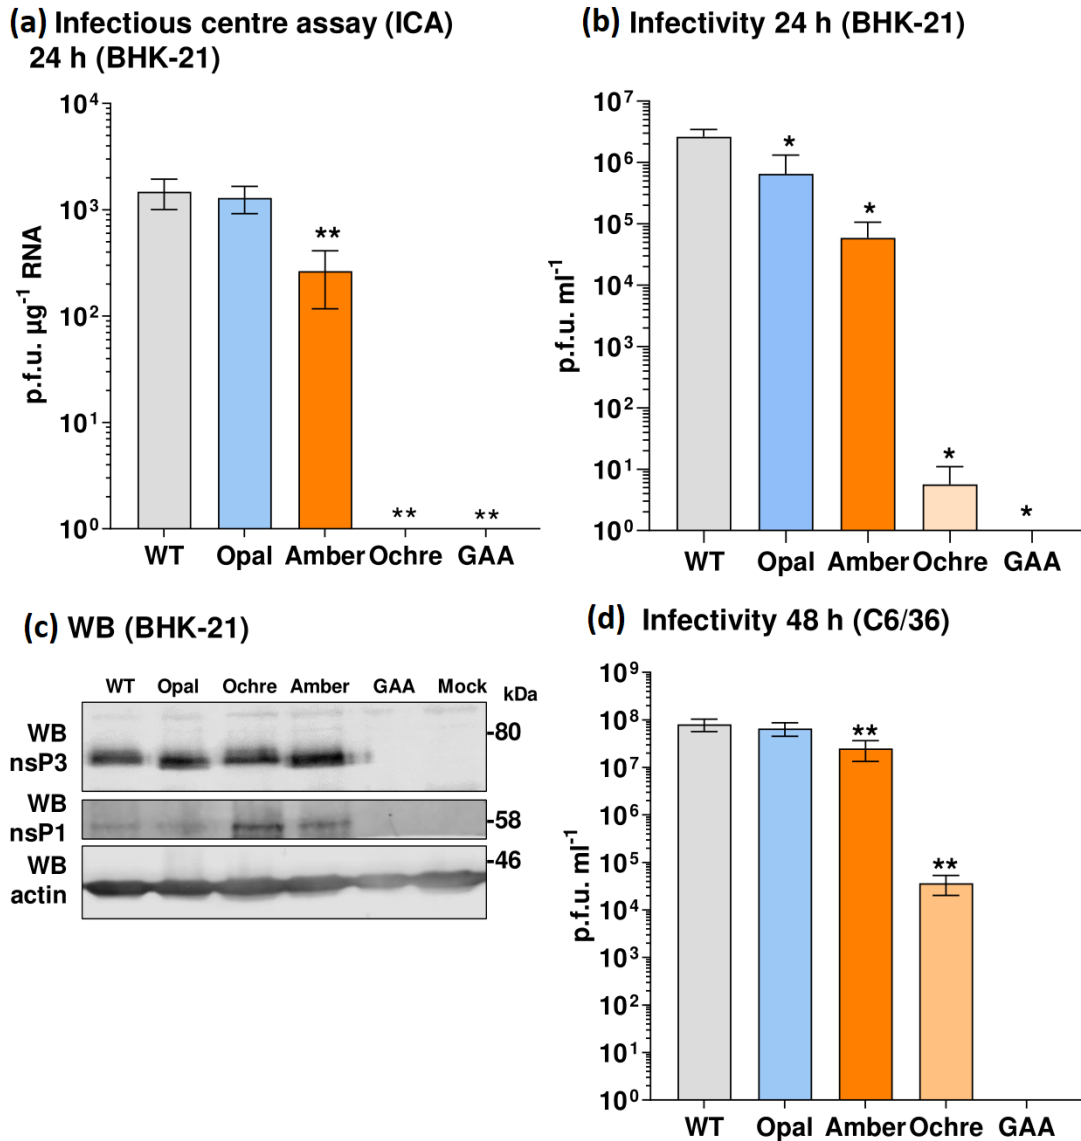 (a) Infectious centre assay (ICA)
24 h (BHK-21)
p.f.u. µg⁻¹ RNA
10⁴
10³
10²
10¹
10⁰
** ** **
WT Opal Amber Ochre GAA
(b) Infectivity 24 h (BHK-21)
p.f.u. ml⁻¹
10⁷
10⁶
10⁵
10⁴
10³
10²
10¹
10⁰
* * * *
WT Opal Amber Ochre GAA
(c) WB (BHK-21)
WT Opal Ochre Amber GAA Mock kDa
WB
nsP3
-80
WB
nsP1
-58
WB
actin
-46
(d) Infectivity 48 h (C6/36)
p.f.u. ml⁻¹
10⁹
10⁸
10⁷
10⁶
10⁵
10⁴
10³
10²
10¹
10⁰
** **
WT Opal Amber Ochre GAA